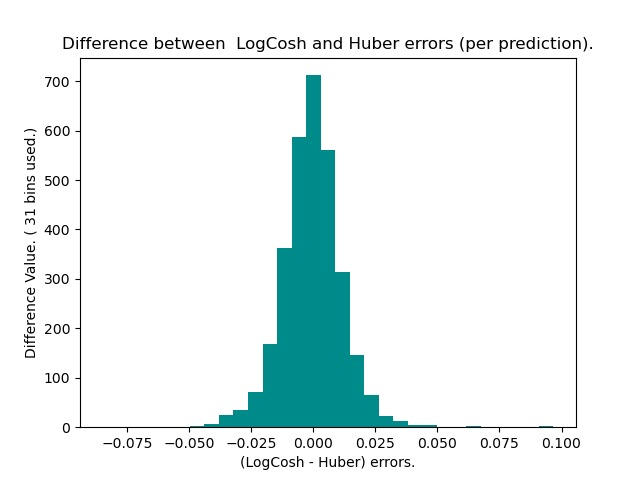 Difference between  LogCosh and Huber errors (per prediction).
Difference Value. ( 31 bins used.)
700
600
500
400
300
200
100
0
−0.075 −0.050 −0.025 0.000 0.025 0.050 0.075 0.100
(LogCosh - Huber) errors.